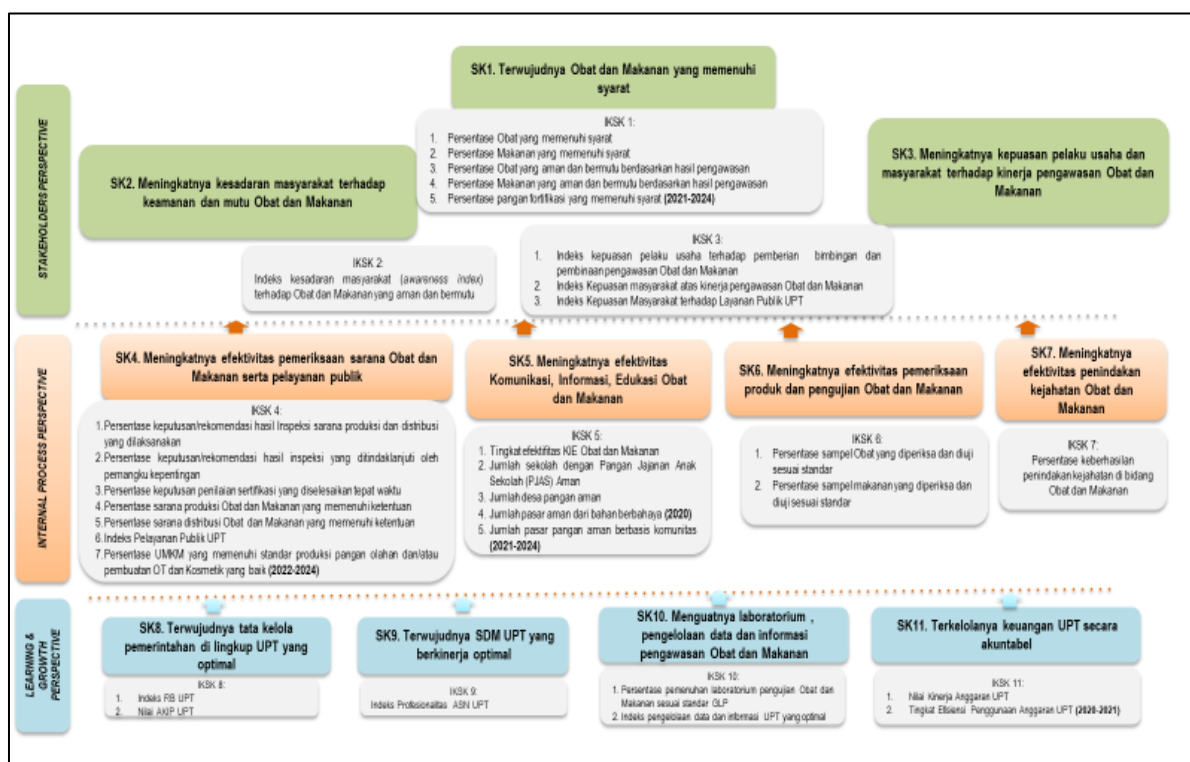 STAKEHOLDERS PERSPECTIVE
SK1. Terwujudnya Obat dan Makanan yang memenuhi
syarat
IKSK 1:
1. Persentase Obat yang memenuhi syarat
2. Persentase Makanan yang memenuhi syarat
3. Persentase Obat yang aman dan bermutu berdasarkan hasil pengawasan
4. Persentase Makanan yang aman dan bermutu berdasarkan hasil pengawasan
5. Persentase pangan fortifikasi yang memenuhi syarat (2021-2024)
SK2. Meningkatnya kesadaran masyarakat terhadap
keamanan dan mutu Obat dan Makanan
IKSK 2:
Indeks kesadaran masyarakat (awareness index)
terhadap Obat dan Makanan yang aman dan bermutu
SK3. Meningkatnya kepuasan pelaku usaha dan
masyarakat terhadap kinerja pengawasan Obat dan
Makanan
IKSK 3:
1. Indeks kepuasan pelaku usaha terhadap pemberian bimbingan dan
pembinaan pengawasan Obat dan Makanan
2. Indeks Kepuasan masyarakat atas kinerja pengawasan Obat dan Makanan
3. Indeks Kepuasan Masyarakat terhadap Layanan Publik UPT
INTERNAL PROCESS PERSPECTIVE
SK4. Meningkatnya efektivitas pemeriksaan sarana Obat dan
Makanan serta pelayanan publik
IKSK 4:
1. Persentase keputusan/rekomendasi hasil Inspeksi sarana produksi dan distribusi
yang dilaksanakan
2. Persentase keputusan/rekomendasi hasil inspeksi yang ditindaklanjuti oleh
pemangku kepentingan
3. Persentase keputusan penilaian sertifikasi yang diselesaikan tepat waktu
4. Persentase sarana produksi Obat dan Makanan yang memenuhi ketentuan
5. Persentase sarana distribusi Obat dan Makanan yang memenuhi ketentuan
6. Indeks Pelayanan Publik UPT
7. Persentase UMKM yang memenuhi standar produksi pangan olahan dan/atau
pembuatan OT dan Kosmetik yang baik (2022-2024)
SK5. Meningkatnya efektivitas
Komunikasi, Informasi, Edukasi Obat
dan Makanan
IKSK 5:
1. Tingkat efektifitas KIE Obat dan Makanan
2. Jumlah sekolah dengan Pangan Jajanan Anak
Sekolah (PJAS) Aman
3. Jumlah desa pangan aman
4. Jumlah pasar aman dari bahan berbahaya (2020)
5. Jumlah pasar pangan aman berbasis komunitas
(2021-2024)
SK6. Meningkatnya efektivitas pemeriksaan
produk dan pengujian Obat dan Makanan
IKSK 6:
1. Persentase sampel Obat yang diperiksa dan diuji
sesuai standar
2. Persentase sampel makanan yang diperiksa dan
diuji sesuai standar
SK7. Meningkatnya
efektivitas penindakan
kejahatan Obat dan
Makanan
IKSK 7:
Persentase keberhasilan
penindakan kejahatan di bidang
Obat dan Makanan
LEARNING &
GROWTH
PERSPECTIVE
SK8. Terwujudnya tata kelola
pemerintahan di lingkup UPT yang
optimal
IKSK 8:
1. Indeks RB UPT
2. Nilai AKIP UPT
SK9. Terwujudnya SDM UPT yang
berkinerja optimal
IKSK 9:
Indeks Profesionalitas ASN UPT
SK10. Menguatnya laboratorium ,
pengelolaan data dan informasi
pengawasan Obat dan Makanan
IKSK 10:
1. Persentase pemenuhan laboratorium pengujian Obat dan
Makanan sesuai standar GLP
2. Indeks pengelolaan data dan informasi UPT yang optimal
SK11. Terkelolanya keuangan UPT secara
akuntabel
IKSK 11:
1. Nilai Kinerja Anggaran UPT
2. Tingkat Efisiensi Penggunaan Anggaran UPT (2020-2021)